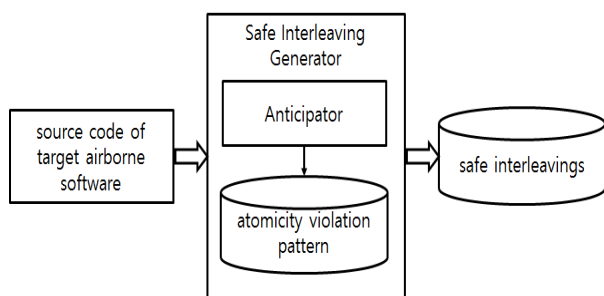 Safe Interleaving
Generator
Anticipator
source code of
target airborne
software
safe interleavings
atomicity violation
pattern